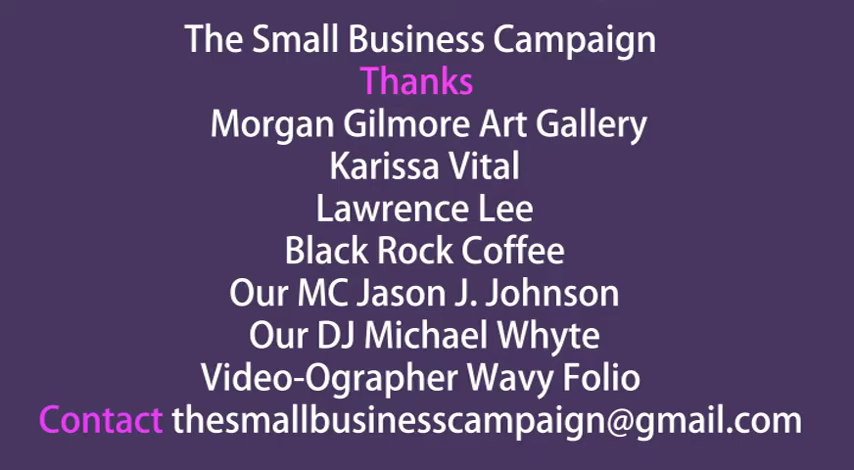 The Small Business Campaign
Thanks
Morgan Gilmore Art Gallery
Karissa Vital
Lawrence Lee
Black Rock Coffee
Our MC Jason J. Johnson
Our DJ Michael Whyte
Video-Ographer Wavy Folio
Contact thesmallbusinesscampaign@gmail.com